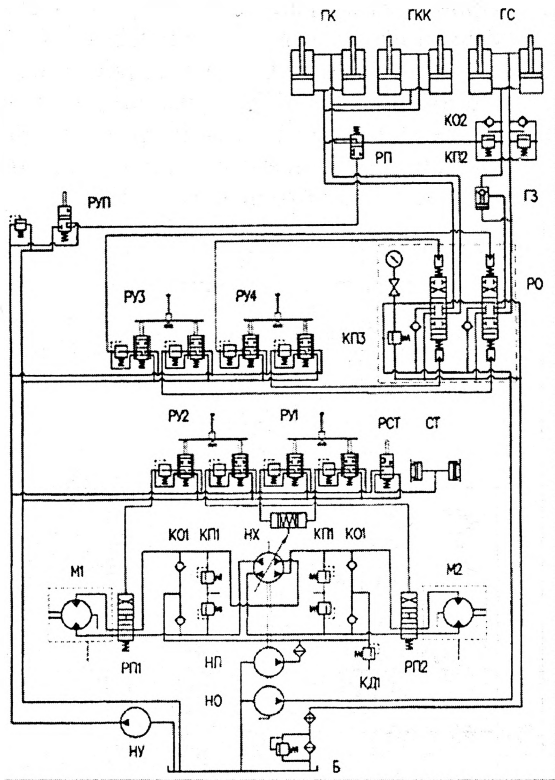 ГК ГКК ГС
КО2
РП КП2
ГЗ
РУП
РО
РУ3 РУ4
КП3
РУ2 РУ1 РСТ СТ
КО1 КП1 НХ КП1 КО1
М1 М2
РП1 НП РП2
КД1
НО
НУ Б